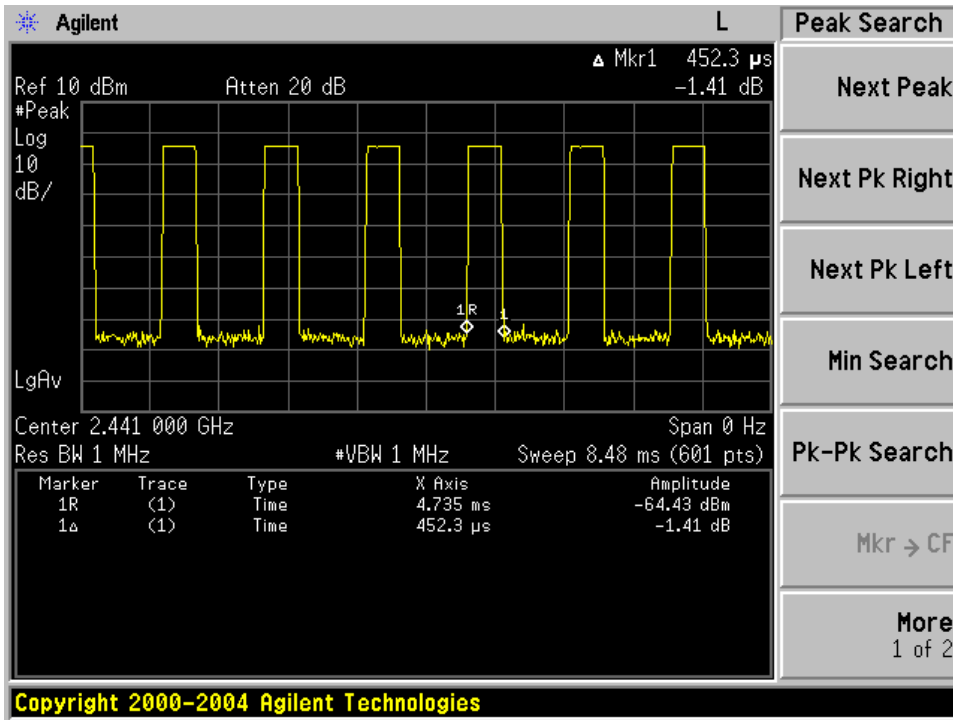 Agilent L Peak Search
Δ Mkr1 452.3 µs
Ref 10 dBm Atten 20 dB -1.41 dB
#Peak
Log
10
dB/
1R 1
LgAv
Center 2.441 000 GHz Span 0 Hz
Res BW 1 MHz #VBW 1 MHz Sweep 8.48 ms (601 pts)
Marker Trace Type X Axis Amplitude
1R (1) Time 4.735 ms -64.43 dBm
1Δ (1) Time 452.3 µs -1.41 dB
Next Peak
Next Pk Right
Next Pk Left
Min Search
Pk-Pk Search
Mkr → CF
More
1 of 2
Copyright 2000-2004 Agilent Technologies